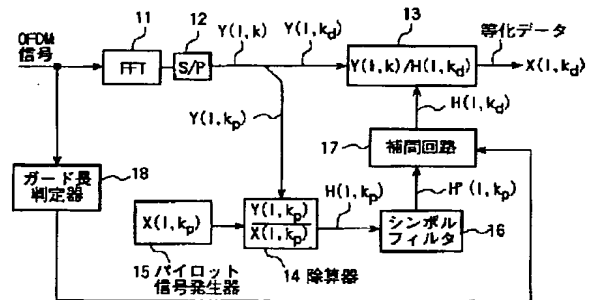 OFDM
信号
11
FFT
12
S/P
Y(l,k)
Y(l,k_d)
13
Y(l,k)/H(l,k_d)
等化データ
X(l,k_d)
Y(l,k_p)
H(l,k_d)
17
補間回路
ガード長
判定器
18
X(l,k_p)
15 パイロット
信号発生器
Y(l,k_p)
X(l,k_p)
14 除算器
H(l,k_p)
H'(l,k_p)
シンボル
フィルタ
16